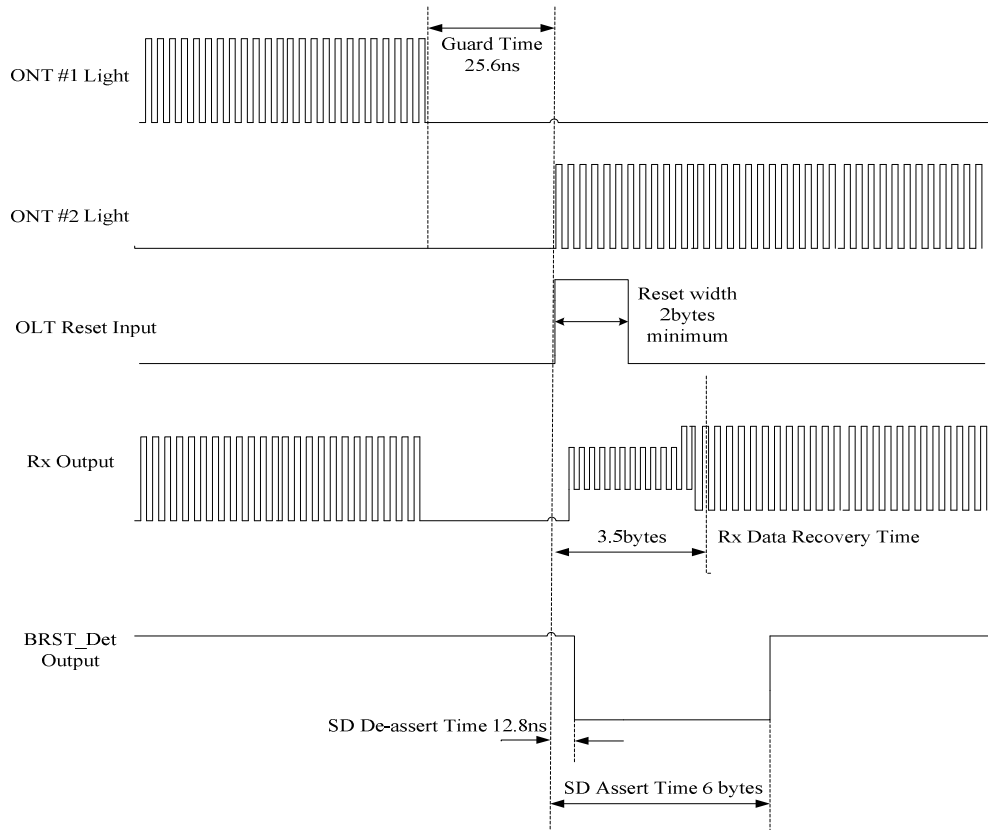 Guard Time
25.6ns
ONT #1 Light
ONT #2 Light
OLT Reset Input
Reset width
2bytes
minimum
Rx Output
3.5bytes
Rx Data Recovery Time
BRST_Det
Output
SD De-assert Time 12.8ns
SD Assert Time 6 bytes